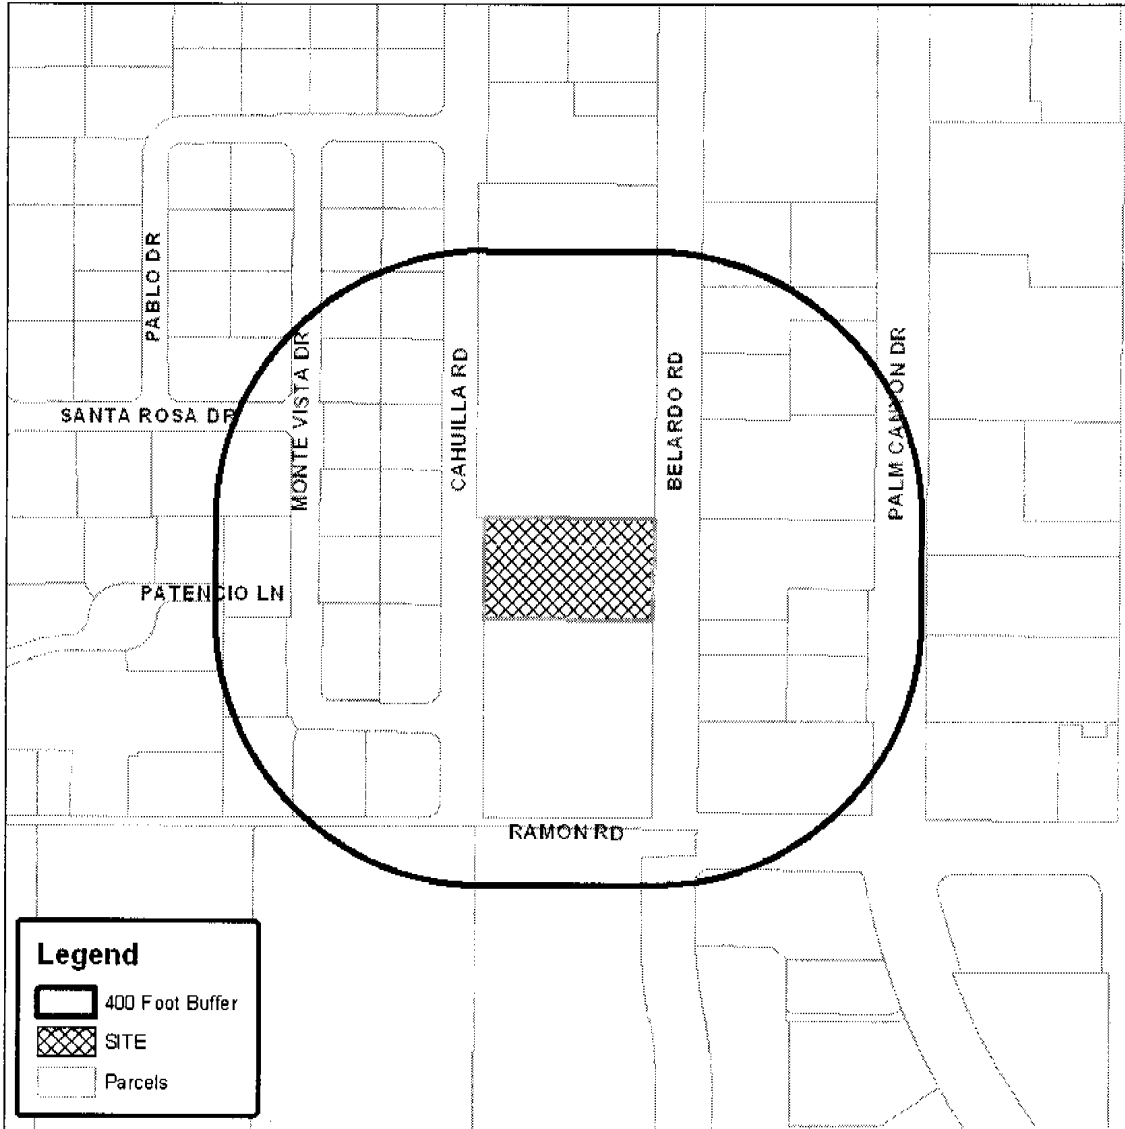 PABLO DR
SANTA ROSA DR
MONTE VISTA DR
CAHUILLA RD
BELARDO RD
PALM CANYON DR
PATENCIO LN
RAMON RD
Legend
400 Foot Buffer
SITE
Parcels